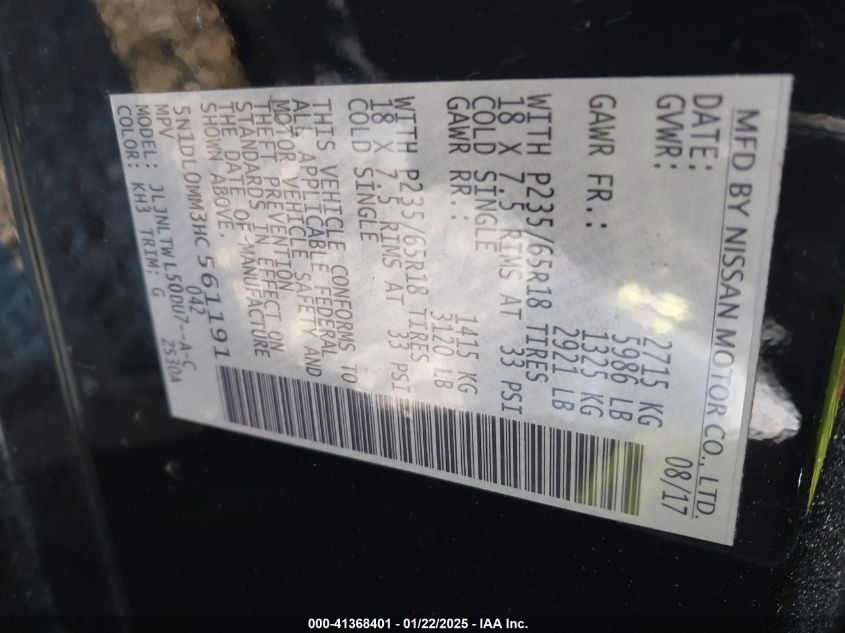 MFD BY NISSAN MOTOR CO., LTD.
DATE: 08/17
GVWR: 2715 KG
5986 LB
GAWR FR.: 1325 KG
2921 LB
WITH P235/65R18 TIRES
18 X 7.5 RIMS AT 33 PSI
COLD SINGLE
GAWR RR.: 1415 KG
3120 LB
WITH P235/65R18 TIRES
18 X 7.5 RIMS AT 33 PSI
COLD SINGLE
THIS VEHICLE CONFORMS TO
ALL APPLICABLE FEDERAL
MOTOR VEHICLE SAFETY AND
THEFT PREVENTION
STANDARDS IN EFFECT ON
THE DATE OF MANUFACTURE
SHOWN ABOVE.
5N1DL0MM3HC561191
MPV 042
MODEL: JLJNLTWL50DU7--A-C
COLOR: KH3 TRIM: G ZS30A
000-41368401 - 01/22/2025 - IAA Inc.